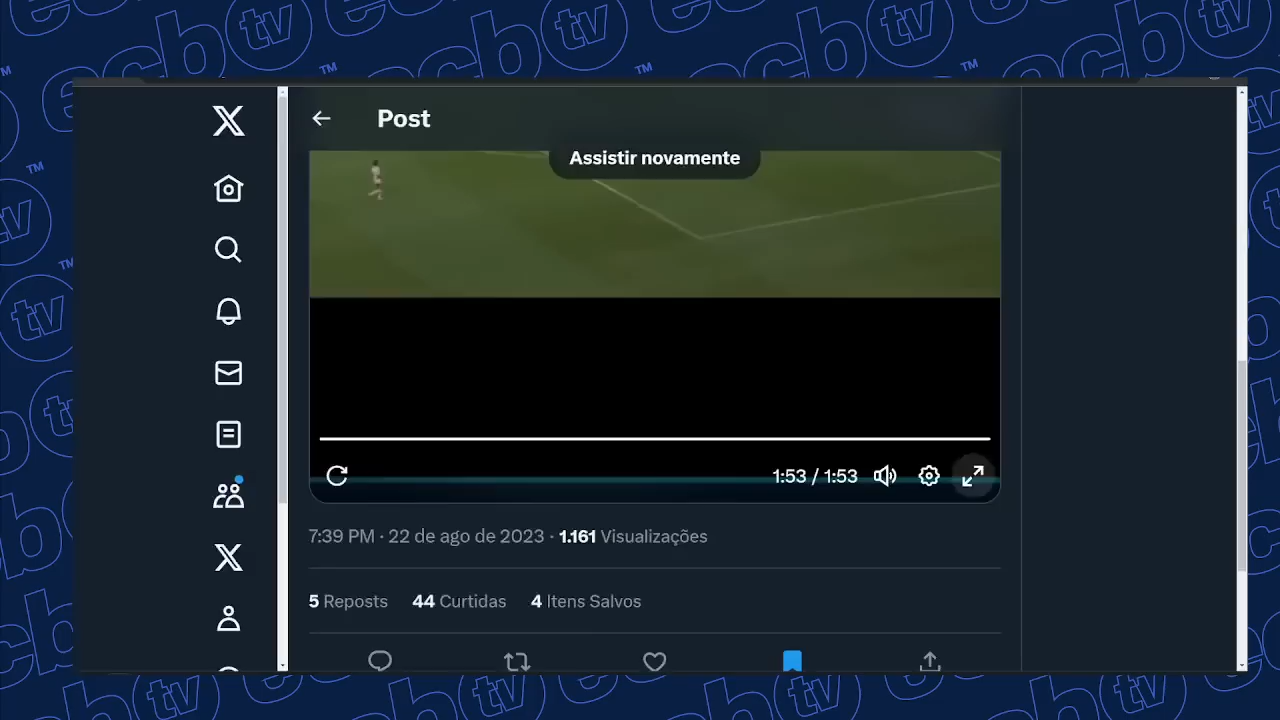 ecb tv
TM
Post
Assistir novamente
1:53 / 1:53
7:39 PM · 22 de ago de 2023 · 1.161 Visualizações
5 Reposts 44 Curtidas 4 Itens Salvos